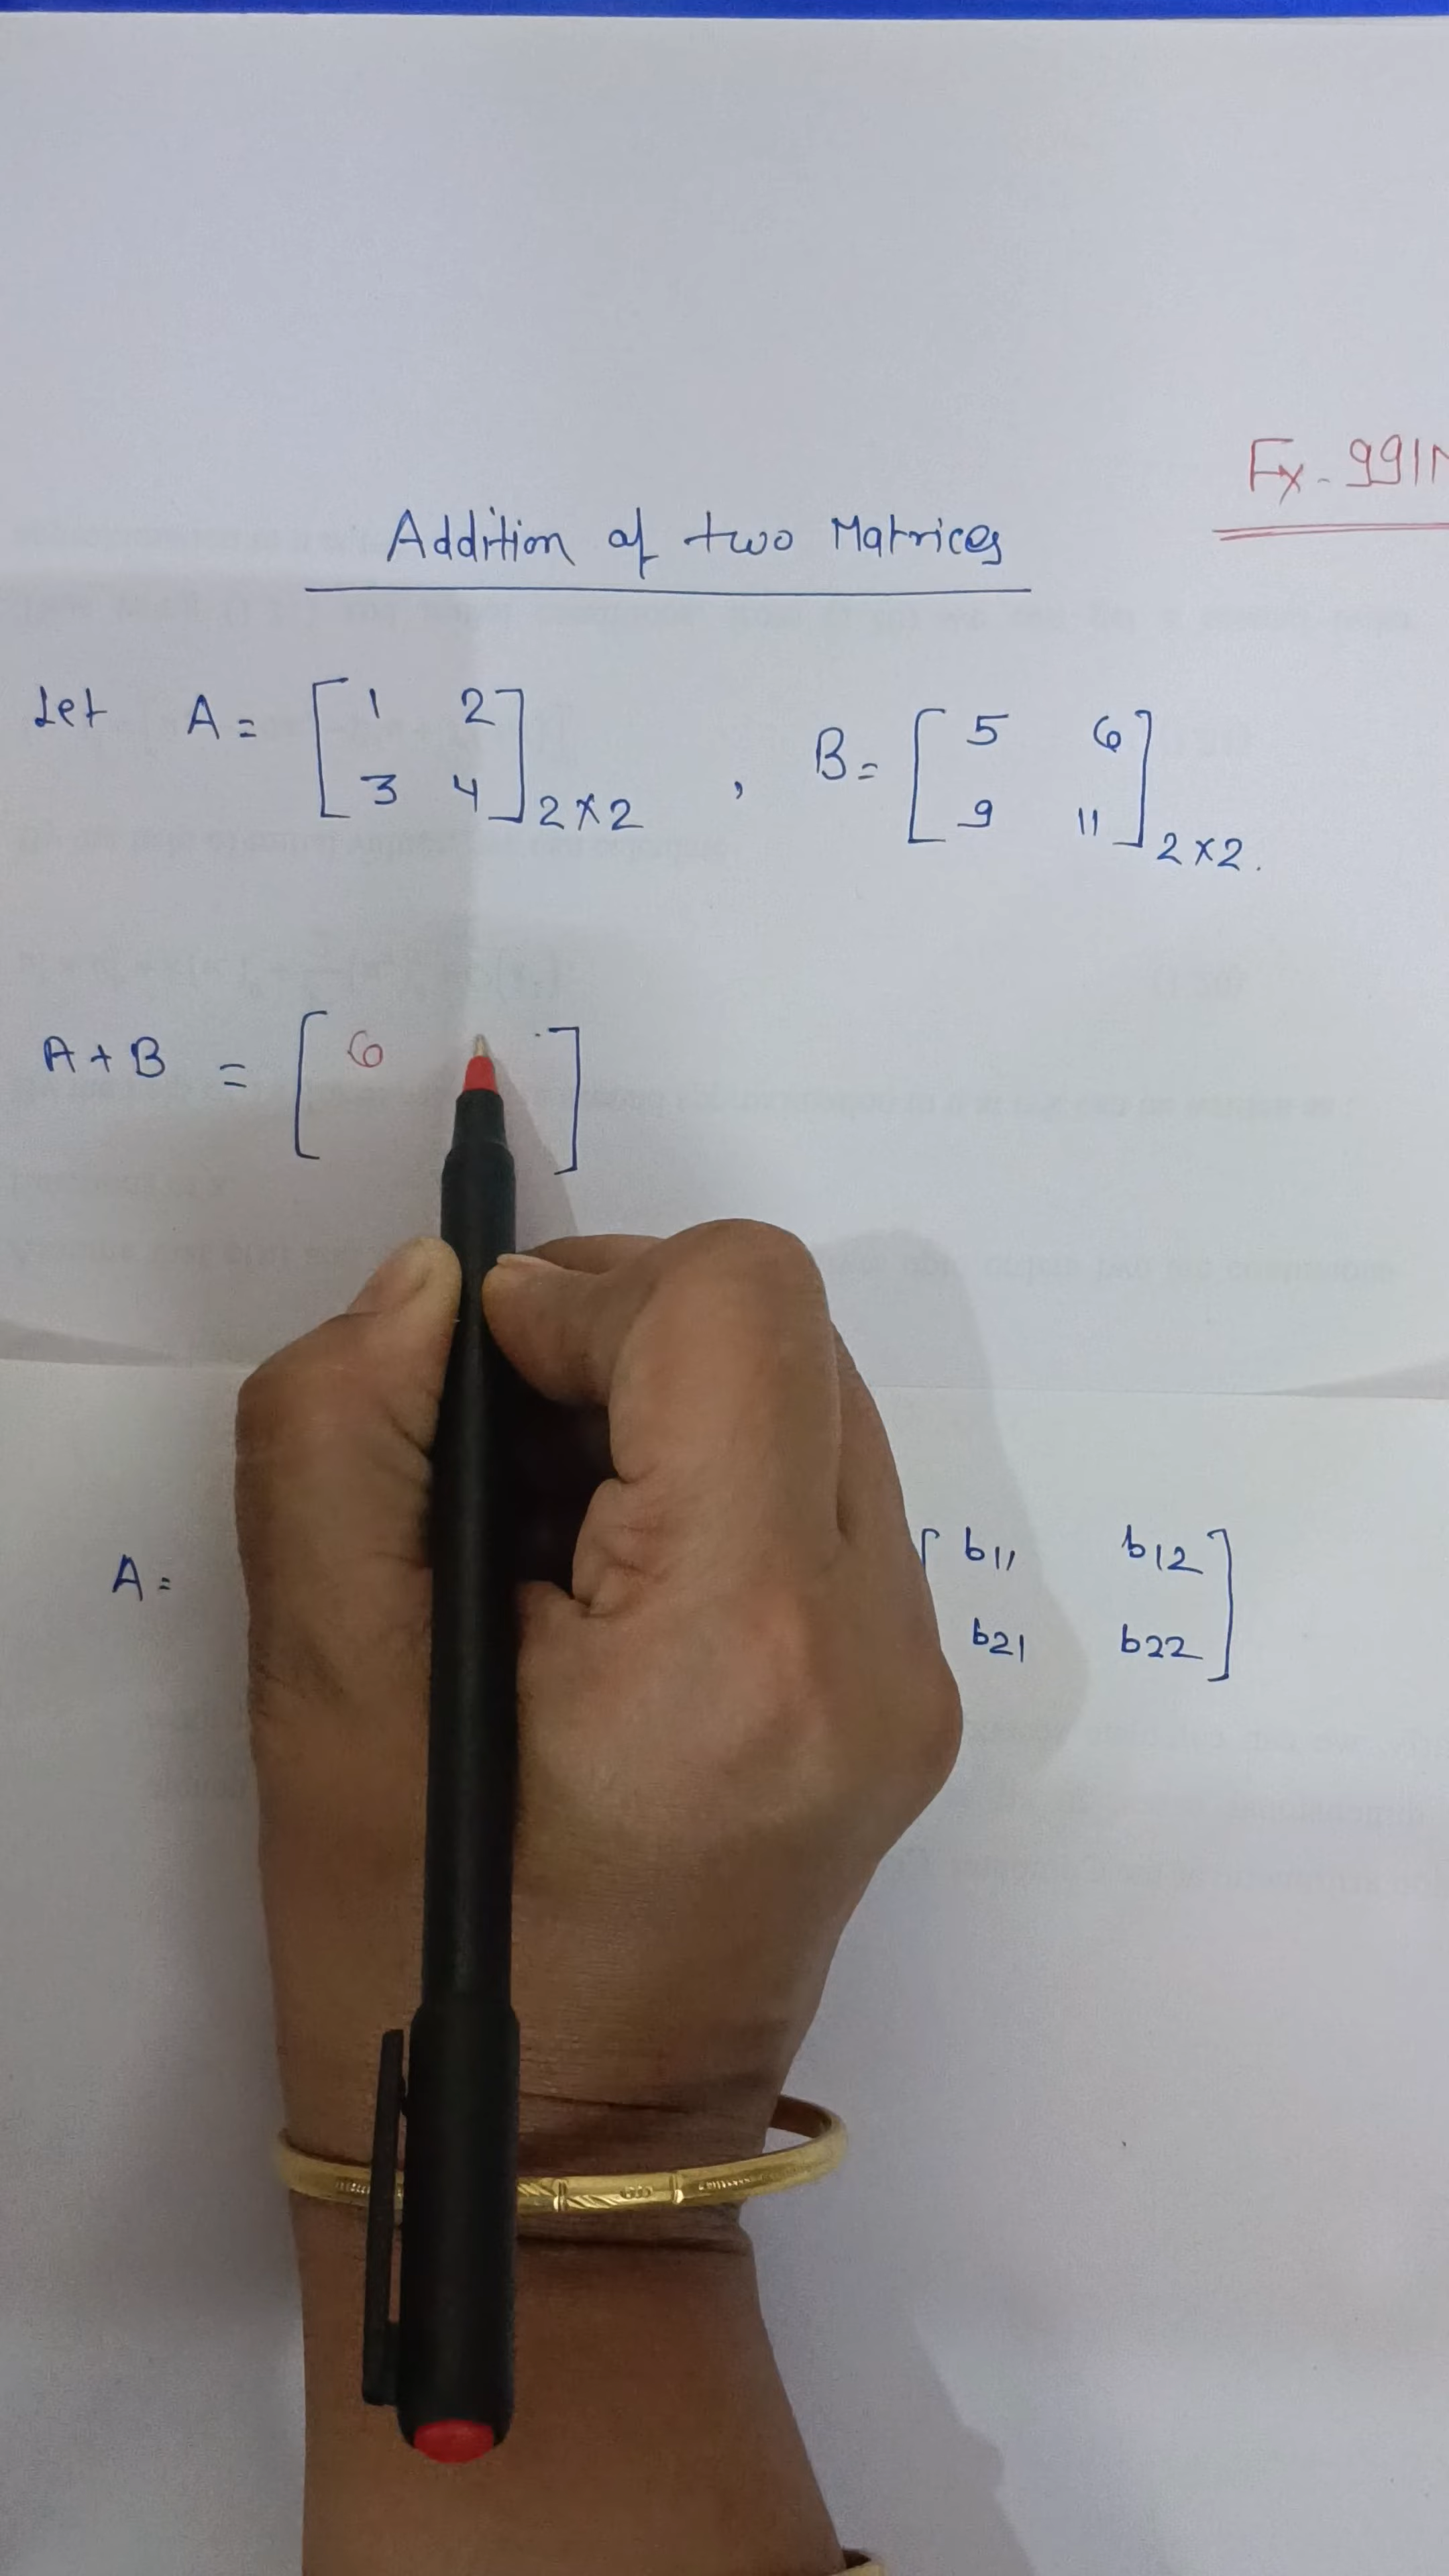 Fx-991
Addition of two Matrices
Let A = [ 1 2 , B = [ 5 6
3 4 ] 2×2 9 11 ] 2×2.
A + B = [ 6 ]
A = [ b11 b12 ]
b21 b22